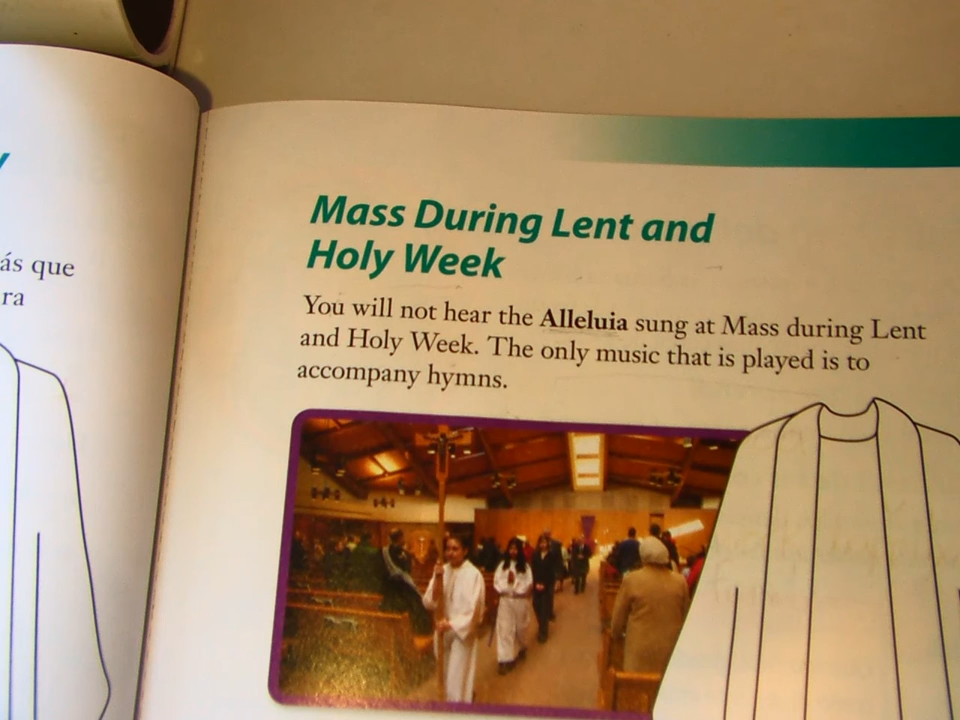 ás que
ra
Mass During Lent and
Holy Week
You will not hear the Alleluia sung at Mass during Lent
and Holy Week. The only music that is played is to
accompany hymns.